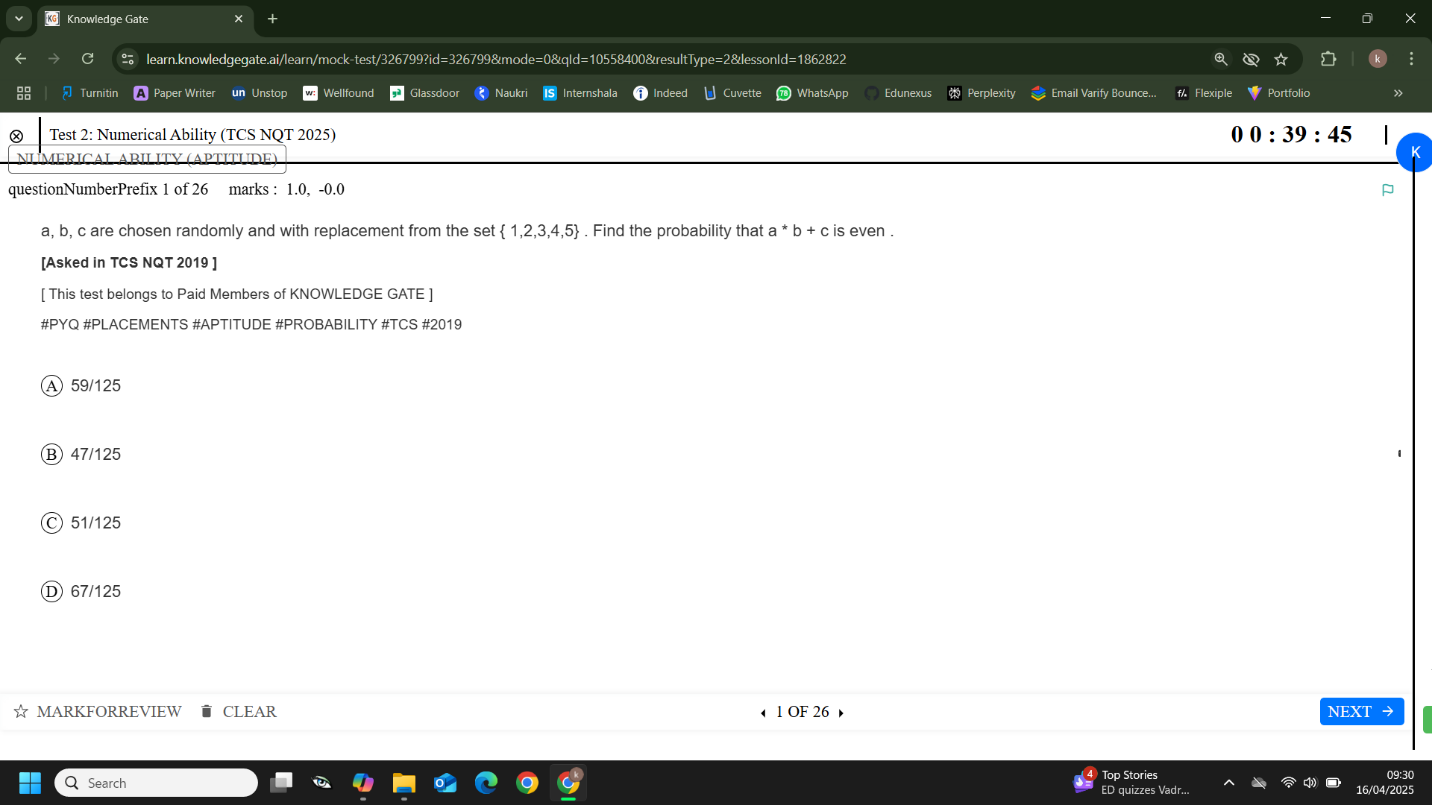 Knowledge Gate
learn.knowledgegate.ai/learn/mock-test/326799?id=326799&mode=0&qId=10558400&resultType=2&lessonId=1862822
k
Turnitin
A Paper Writer
un Unstop
w: Wellfound
Glassdoor
Naukri
IS Internshala
Indeed
Cuvette
WhatsApp
Edunexus
Perplexity
Email Varify Bounce...
f/. Flexiple
Portfolio
Test 2: Numerical Ability (TCS NQT 2025)
00:39:45
K
NUMERICAL ABILITY (APTITUDE)
questionNumberPrefix 1 of 26 marks : 1.0, -0.0
a, b, c are chosen randomly and with replacement from the set { 1,2,3,4,5} . Find the probability that a * b + c is even .
[Asked in TCS NQT 2019 ]
[ This test belongs to Paid Members of KNOWLEDGE GATE ]
#PYQ #PLACEMENTS #APTITUDE #PROBABILITY #TCS #2019
A 59/125
B 47/125
C 51/125
D 67/125
MARKFORREVIEW CLEAR
1 OF 26
NEXT
Search
4
Top Stories
ED quizzes Vadr...
09:30
16/04/2025